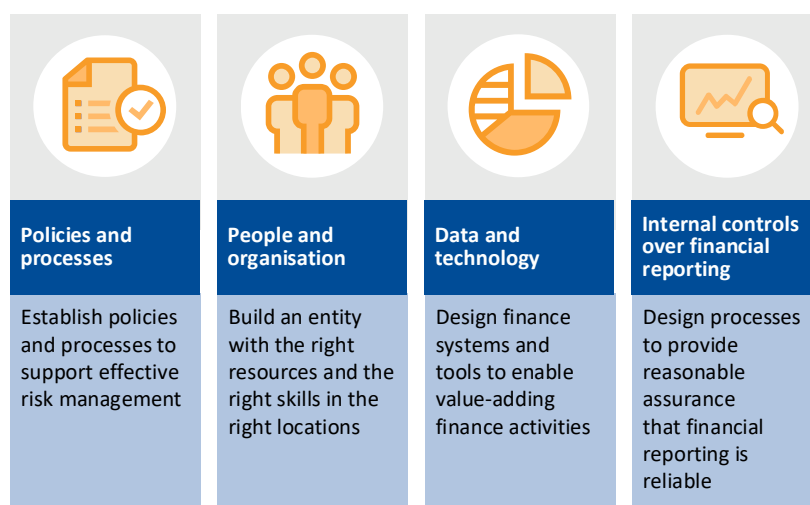 Policies and
processes
Establish policies
and processes to
support effective
risk management
People and
organisation
Build an entity
with the right
resources and the
right skills in the
right locations
Data and
technology
Design finance
systems and
tools to enable
value-adding
finance activities
Internal controls
over financial
reporting
Design processes
to provide
reasonable
assurance
that financial
reporting is
reliable